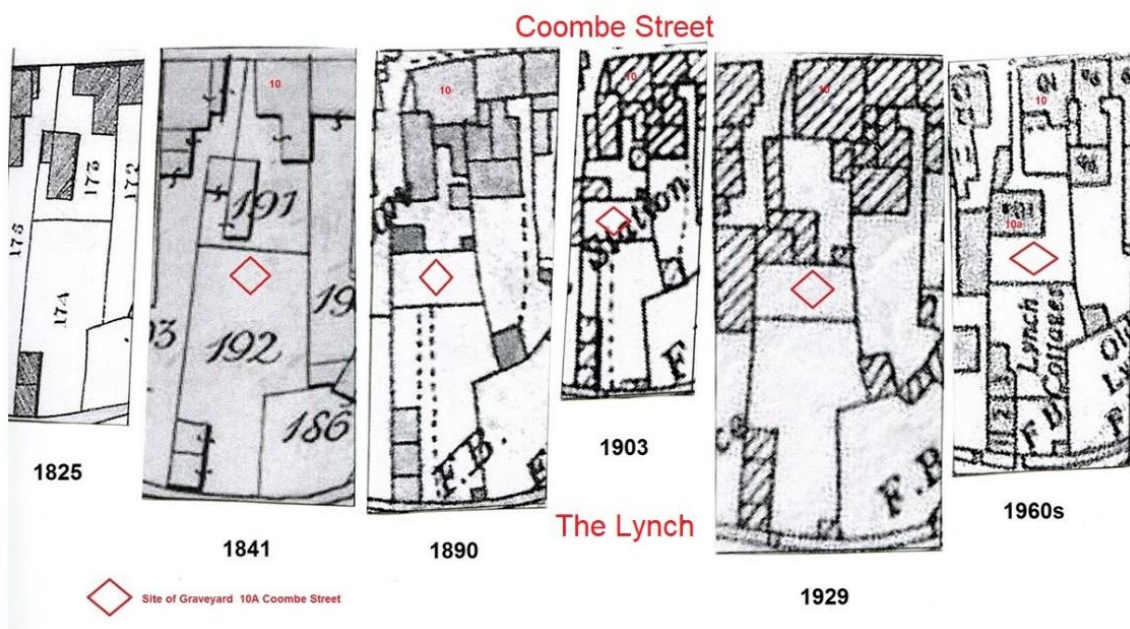 Coombe Street
10
10
10
10
10
173
172
175
174
191
192
186
10a
Station
Lynch
Cottages
F. B.
F
F. B
F B
F
1825
1841
1890
1903
1929
1960s
The Lynch
Site of Graveyard 10A Coombe Street